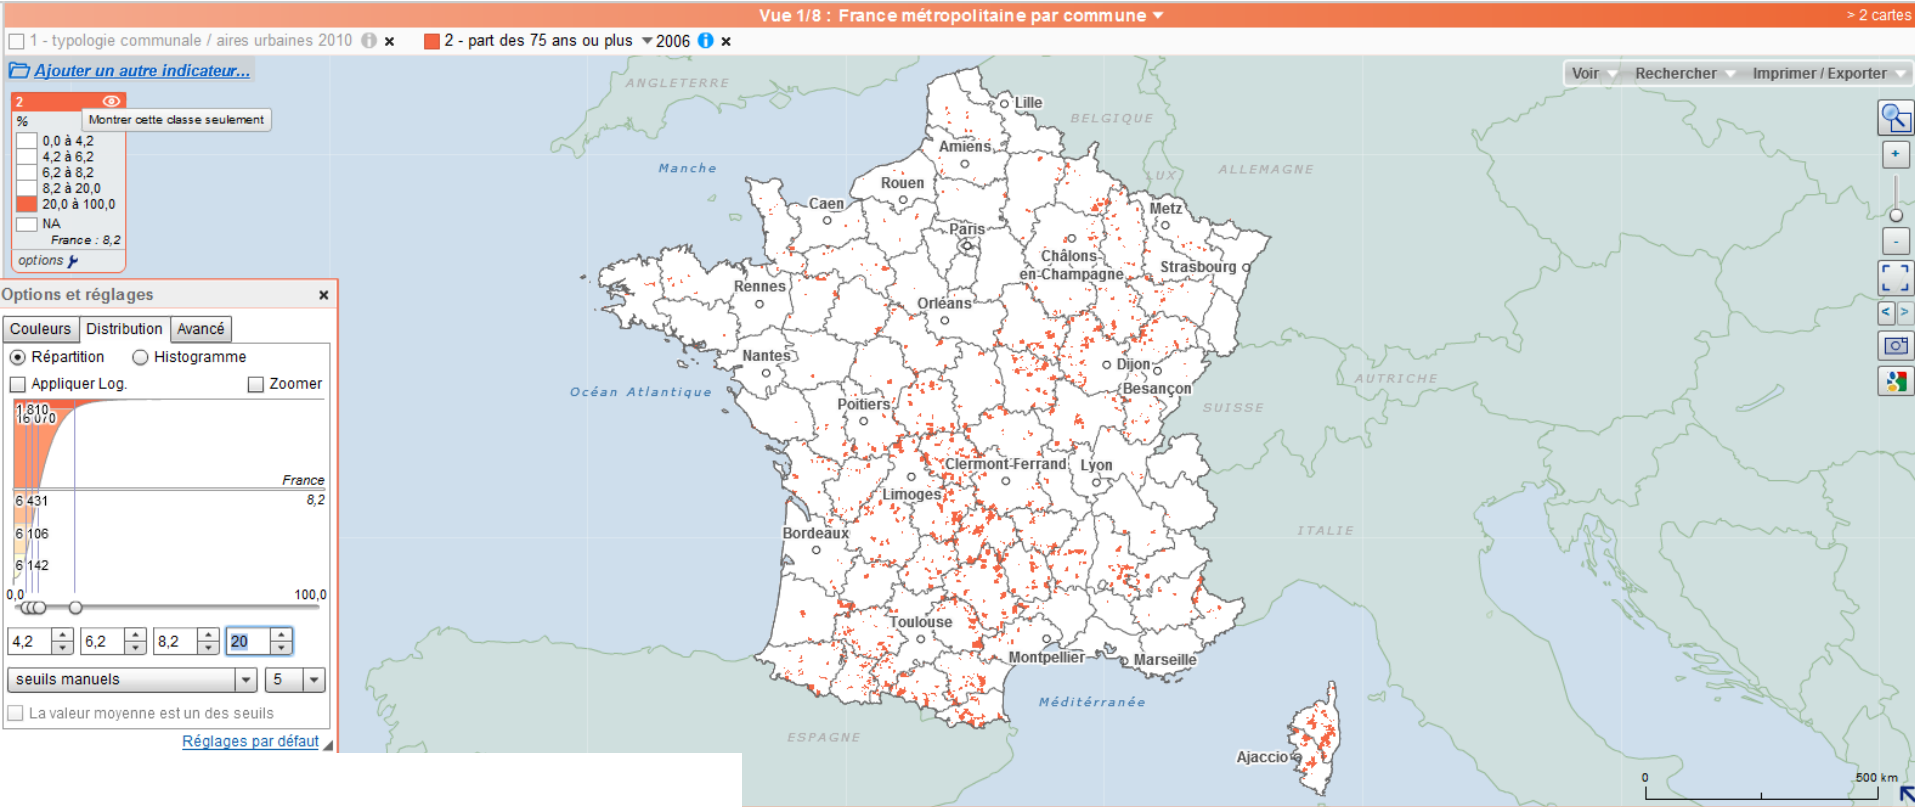 Vue 1/8 : France métropolitaine par commune
> 2 cartes
1 - typologie communale / aires urbaines 2010
2 - part des 75 ans ou plus 2006
Ajouter un autre indicateur...
Voir Rechercher Imprimer / Exporter
2
Montrer cette classe seulement
%
0,0 à 4,2
4,2 à 6,2
6,2 à 8,2
8,2 à 20,0
20,0 à 100,0
NA
France : 8,2
options
Options et réglages
Couleurs Distribution Avancé
Répartition Histogramme
Appliquer Log. Zoomer
1 810
16 070
France
8,2
6 431
6 106
6 142
0,0 100,0
4,2 6,2 8,2 20
seuils manuels 5
La valeur moyenne est un des seuils
Réglages par défaut
ANGLETERRE
Lille
BELGIQUE
Amiens
Manche
ALLEMAGNE
LUX
Rouen
Caen
Metz
Paris
Châlons-
en-Champagne
Strasbourg
Rennes
Orléans
Nantes
Dijon
Besançon
Océan Atlantique
AUTRICHE
Poitiers
SUISSE
Clermont-Ferrand
Lyon
Limoges
Bordeaux
ITALIE
Toulouse
Montpellier
Marseille
Méditérranée
ESPAGNE
Ajaccio
+
-
< >
0 500 km